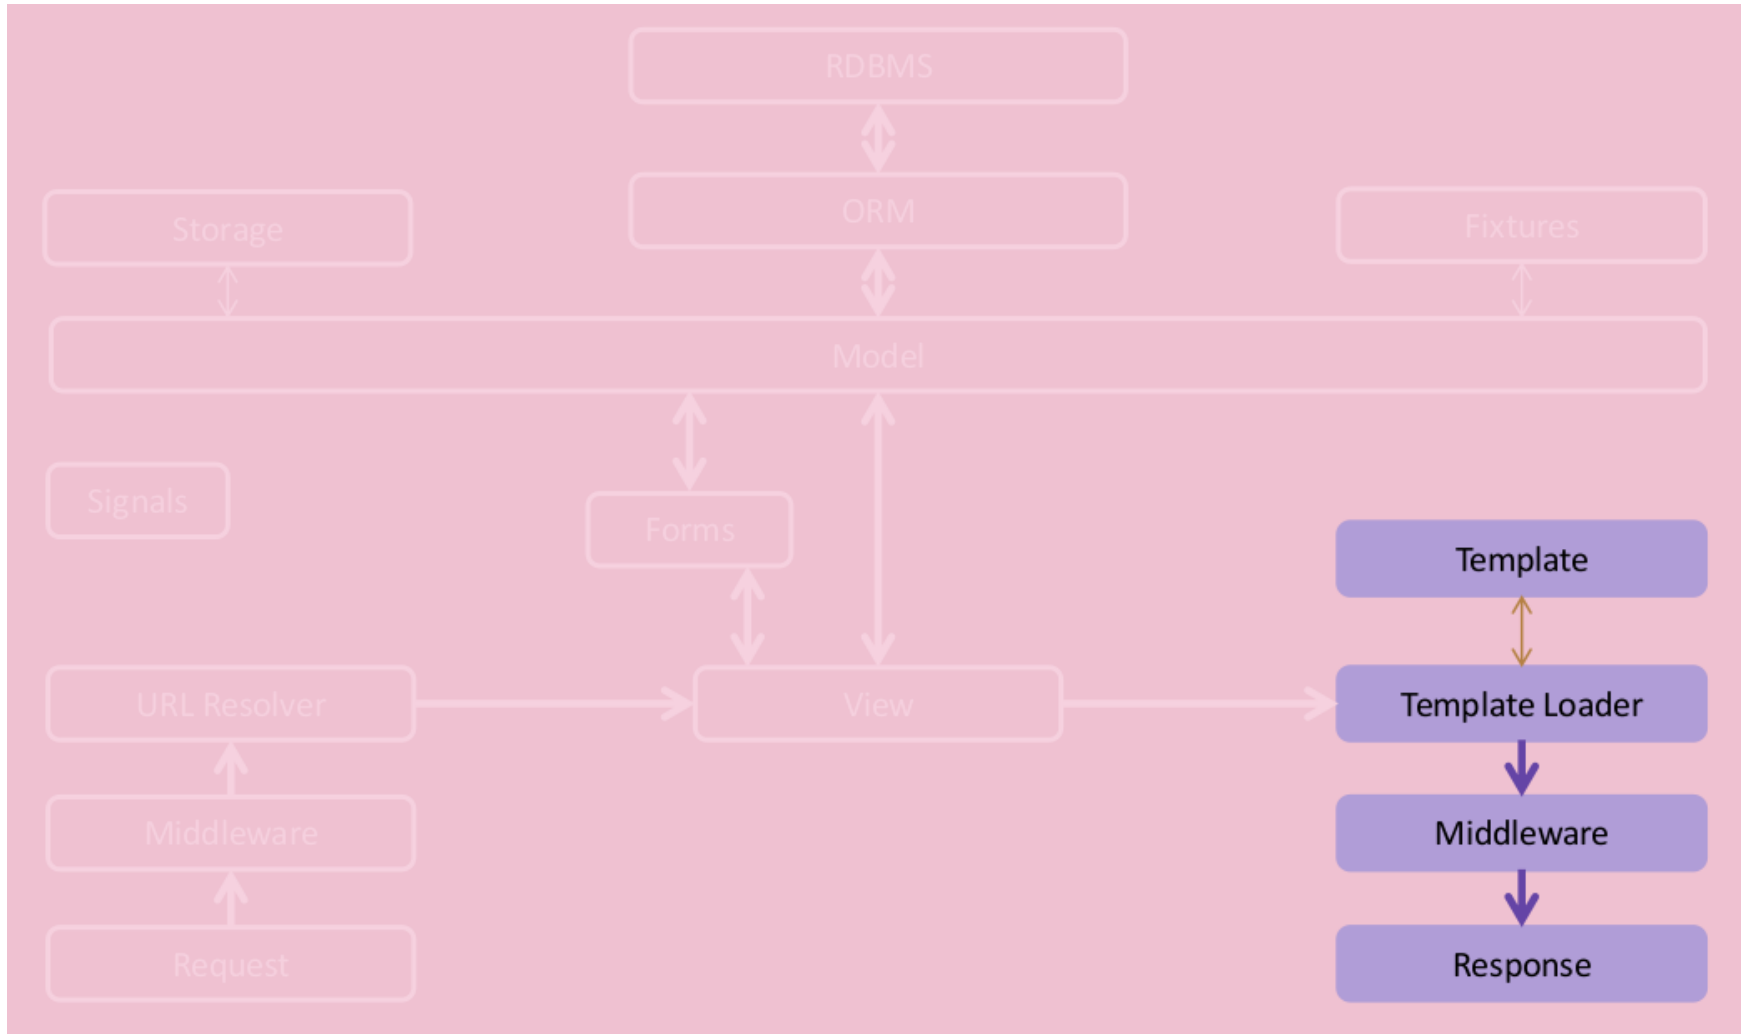 RDBMS
ORM
Storage
Fixtures
Model
Signals
Forms
Template
URL Resolver
View
Template Loader
Middleware
Middleware
Request
Response